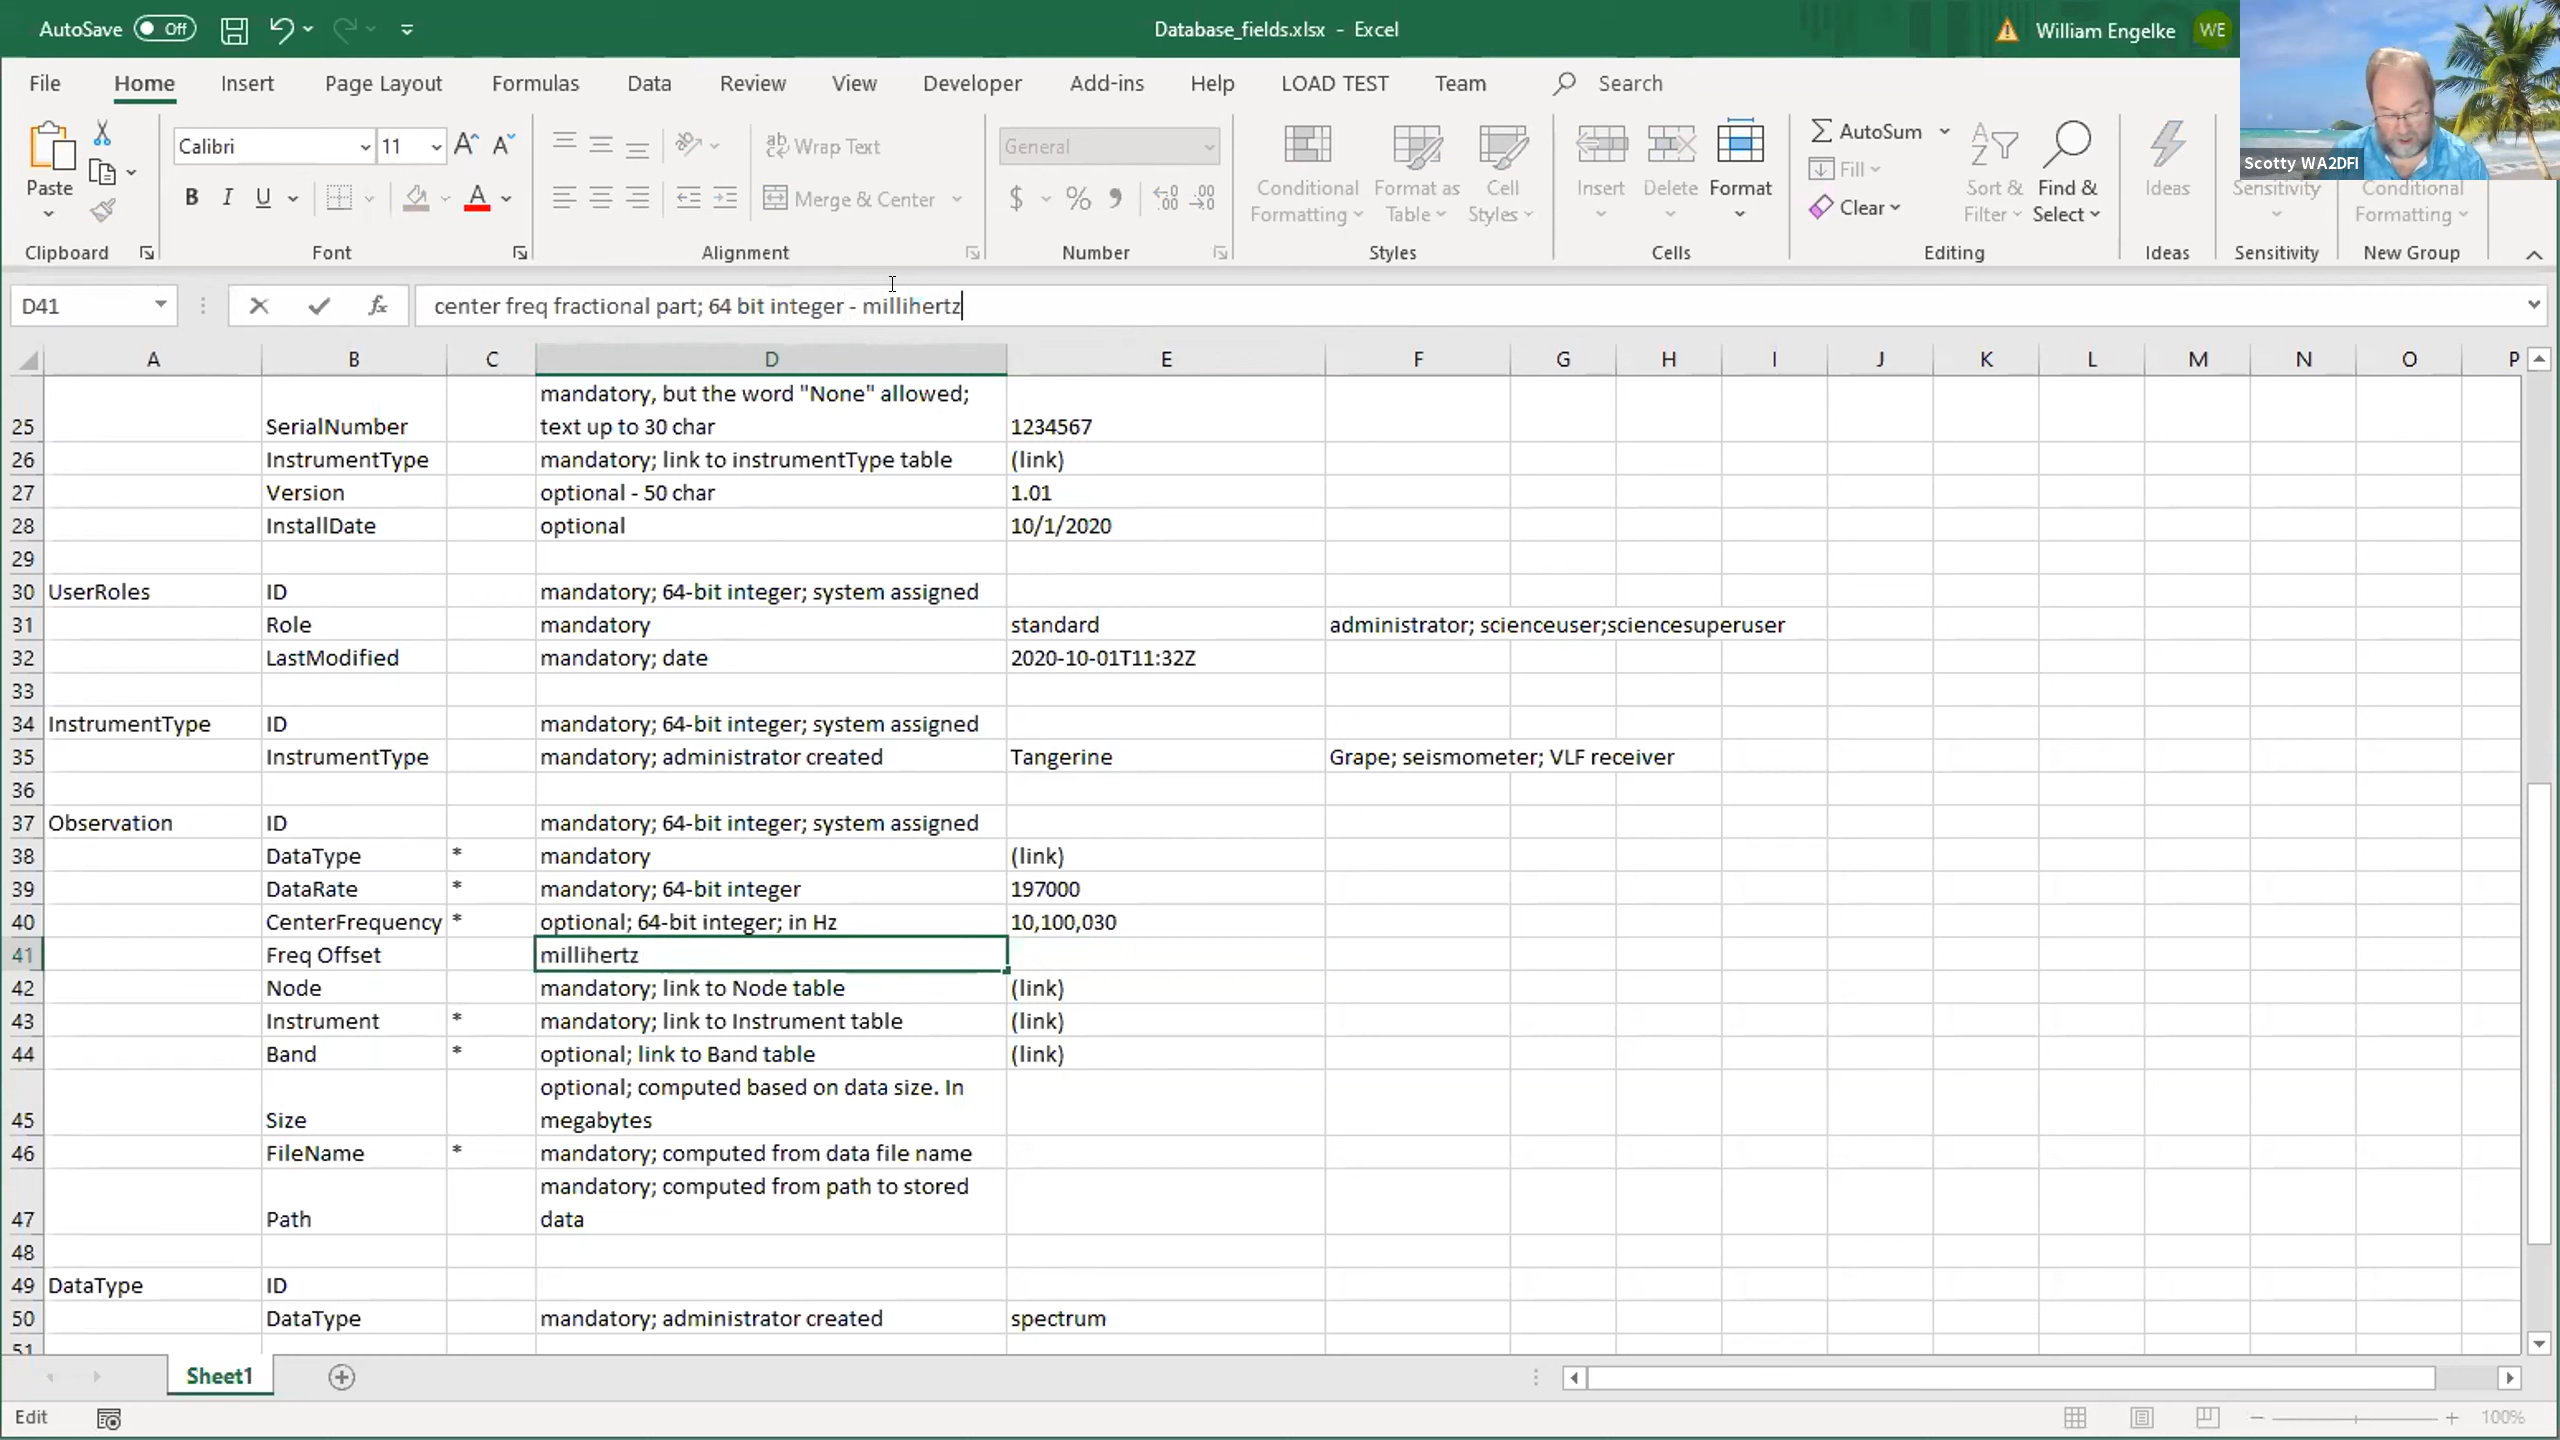 AutoSave Off Database_fields.xlsx - Excel William Engelke WE
File Home Insert Page Layout Formulas Data Review View Developer Add-ins Help LOAD TEST Team Search
Scotty WA2DFI
Paste
Calibri 11
B I U A
Clipboard
Font
ab Wrap Text
Merge & Center
Alignment
General
$ %
Number
Conditional Formatting
Format as Table
Cell Styles
Styles
Insert
Delete
Format
Cells
AutoSum
Fill
Clear
Sort & Filter
Find & Select
Editing
Ideas
Ideas
Sensitivity
Sensitivity
Conditional Formatting
New Group
D41 fx center freq fractional part; 64 bit integer - millihertz
A B C D E F G H I J K L M N O P
mandatory, but the word "None" allowed;
25 SerialNumber text up to 30 char 1234567
26 InstrumentType mandatory; link to instrumentType table (link)
27 Version optional - 50 char 1.01
28 InstallDate optional 10/1/2020
29
30 UserRoles ID mandatory; 64-bit integer; system assigned
31 Role mandatory standard administrator; scienceuser;sciencesuperuser
32 LastModified mandatory; date 2020-10-01T11:32Z
33
34 InstrumentType ID mandatory; 64-bit integer; system assigned
35 InstrumentType mandatory; administrator created Tangerine Grape; seismometer; VLF receiver
36
37 Observation ID mandatory; 64-bit integer; system assigned
38 DataType * mandatory (link)
39 DataRate * mandatory; 64-bit integer 197000
40 CenterFrequency * optional; 64-bit integer; in Hz 10,100,030
41 Freq Offset millihertz
42 Node mandatory; link to Node table (link)
43 Instrument * mandatory; link to Instrument table (link)
44 Band * optional; link to Band table (link)
optional; computed based on data size. In
45 Size megabytes
46 FileName * mandatory; computed from data file name
mandatory; computed from path to stored
47 Path data
48
49 DataType ID
50 DataType mandatory; administrator created spectrum
51
Sheet1
Edit 100%